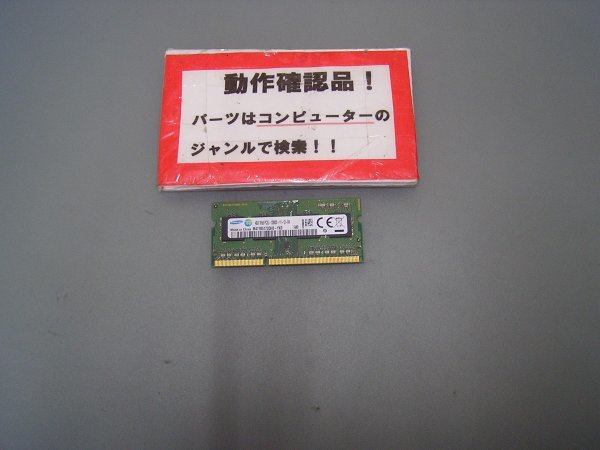 動作確認品！
パーツはコンピューターの
ジャンルで検索！！